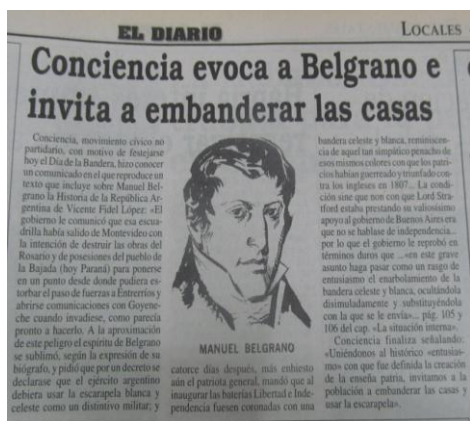 EL DIARIO
LOCALES
Conciencia evoca a Belgrano e
invita a embanderar las casas
Conciencia, movimiento cívico no
partidario, con motivo de festejarse
hoy el Día de la Bandera, hizo conocer
un comunicado en el que reproduce un
texto que incluye sobre Manuel Bel-
grano la Historia de la República Ar-
gentina de Vicente Fidel López: «El
gobierno le comunicó que esa escua-
drilla había salido de Montevideo con
la intención de destruir las obras del
Rosario y de posesiones del pueblo de
la Bajada (hoy Paraná) para ponerse
en un punto desde donde pudiera es-
torbar el paso de fuerzas a Entrerríos y
abrirse comunicaciones con Goyene-
che cuando invadiese, como parecía
pronto a hacerlo. A la aproximación
de este peligro el espíritu de Belgrano
se sublimó, según la expresión de su
biógrafo, y pidió que por un decreto se
declarase que el ejército argentino
debiera usar la escarapela blanca y
celeste como un distintivo militar; y
MANUEL BELGRANO
catorce días después, más enhiesto
aún el patriota general, mandó que al
inaugurar las baterías Libertad e Inde-
pendencia fuesen coronadas con una
bandera celeste y blanca, reminiscen-
cia de aquel tan simpático penacho de
esos mismos colores con que los patri-
cios habían guerreado y triunfado con-
tra los ingleses en 1807... La condi-
ción sine que non con que Lord Stra-
tford estaba prestando su valiosísimo
apoyo al gobierno de Buenos Aires era
que no se hablase de independencia...
por lo que el gobierno le reprobó en
términos duros que ...«en este grave
asunto haga pasar como un rasgo de
entusiasmo el enarbolamiento de la
bandera celeste y blanca, ocultándola
disimuladamente y substituyéndola
con la que se le envía»... pág. 105 y
106 del cap. «La situación interna».
Conciencia finaliza señalando:
«Uniéndonos al histórico «entusias-
mo» con que fue definida la creación
de la enseña patria, invitamos a la
población a embanderar las casas y
usar la escarapela».